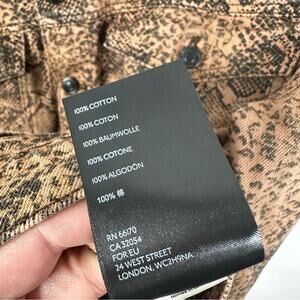 100% COTTON
100% COTON
100% BAUMWOLLE
100% COTONE
100% ALGODÓN
100% 棉
RN 66170
CA 32054
FOR EU
24 WEST STREET
LONDON, WC2H9NA